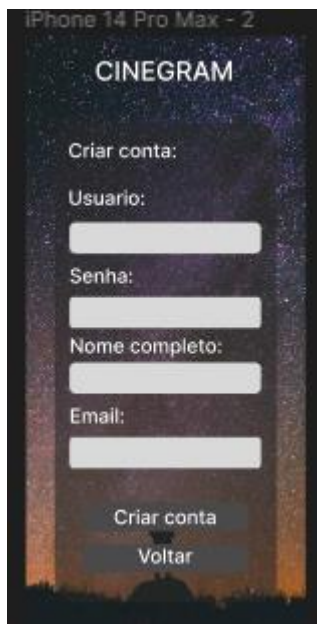 iPhone 14 Pro Max - 2
CINEGRAM
Criar conta:
Usuario:
Senha:
Nome completo:
Email:
Criar conta
Voltar